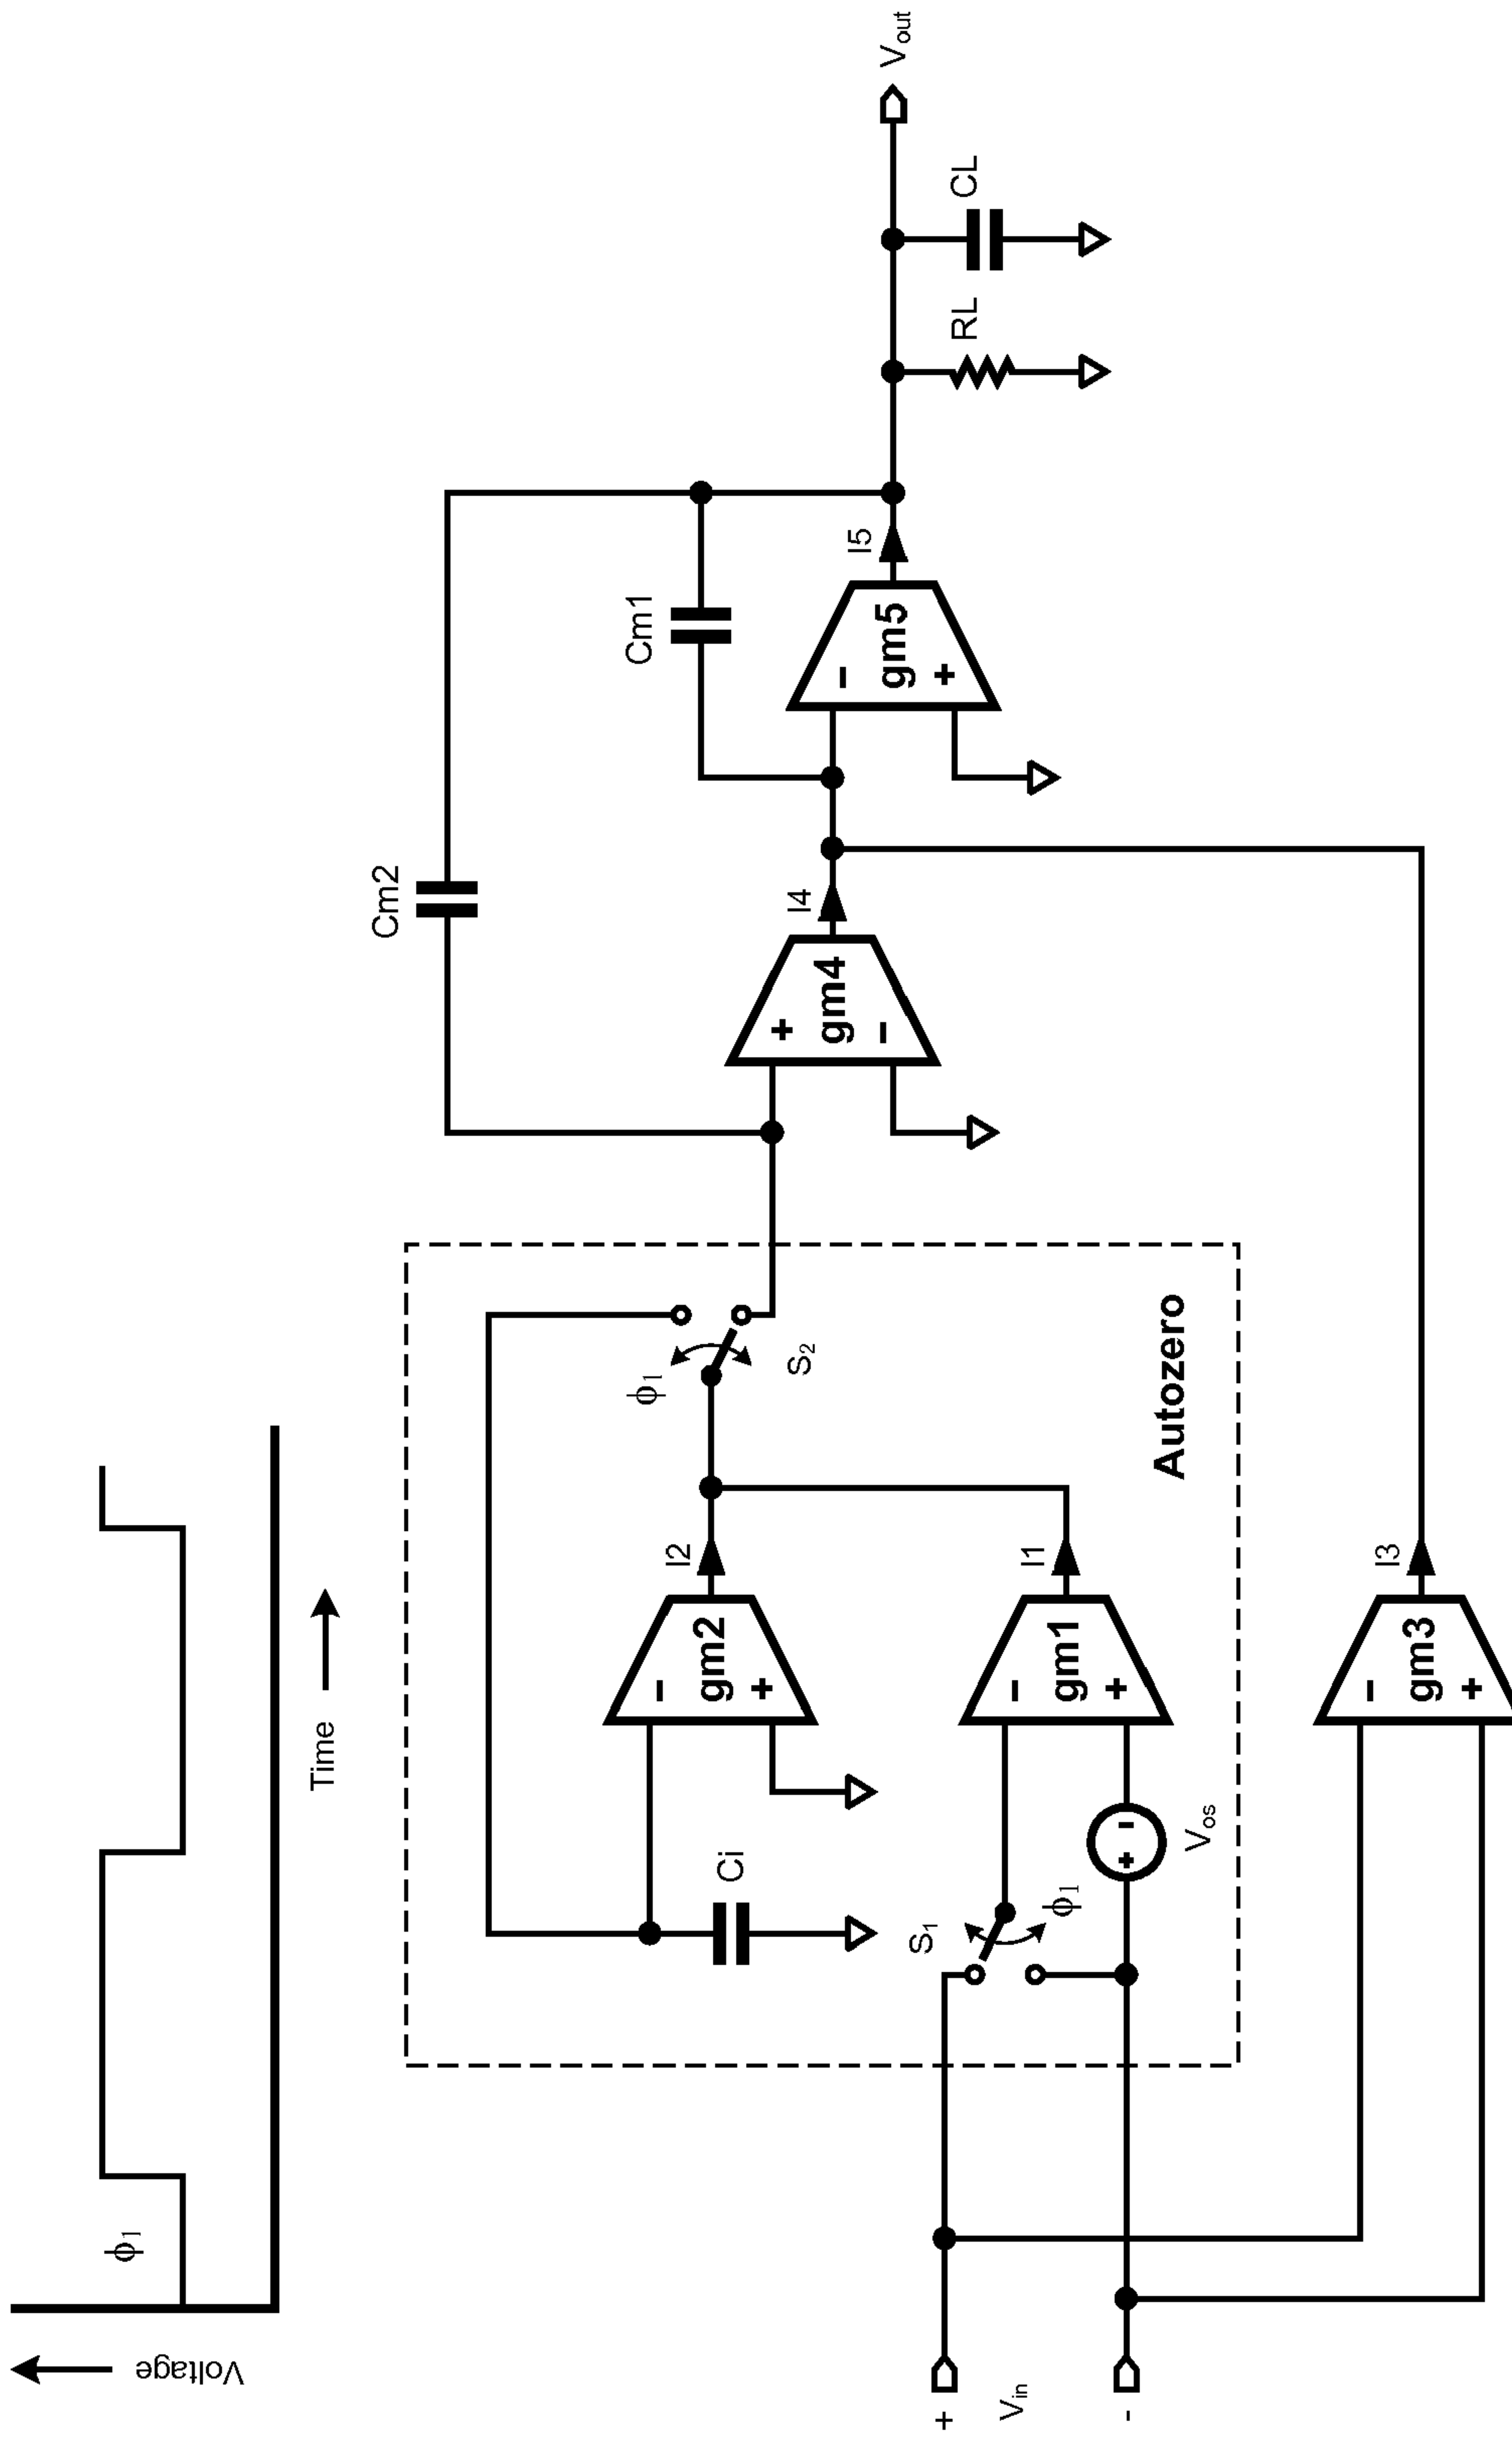 Voltage
ϕ1
Time
Cm2
Cm1
I2
gm2
- +
Ci
ϕ1
S2
I4
gm4
+ -
I5
gm5
- +
Vout
RL
CL
S1
ϕ1
I1
gm1
- +
+ -
Vos
Autozero
+
Vin
-
I3
gm3
- +